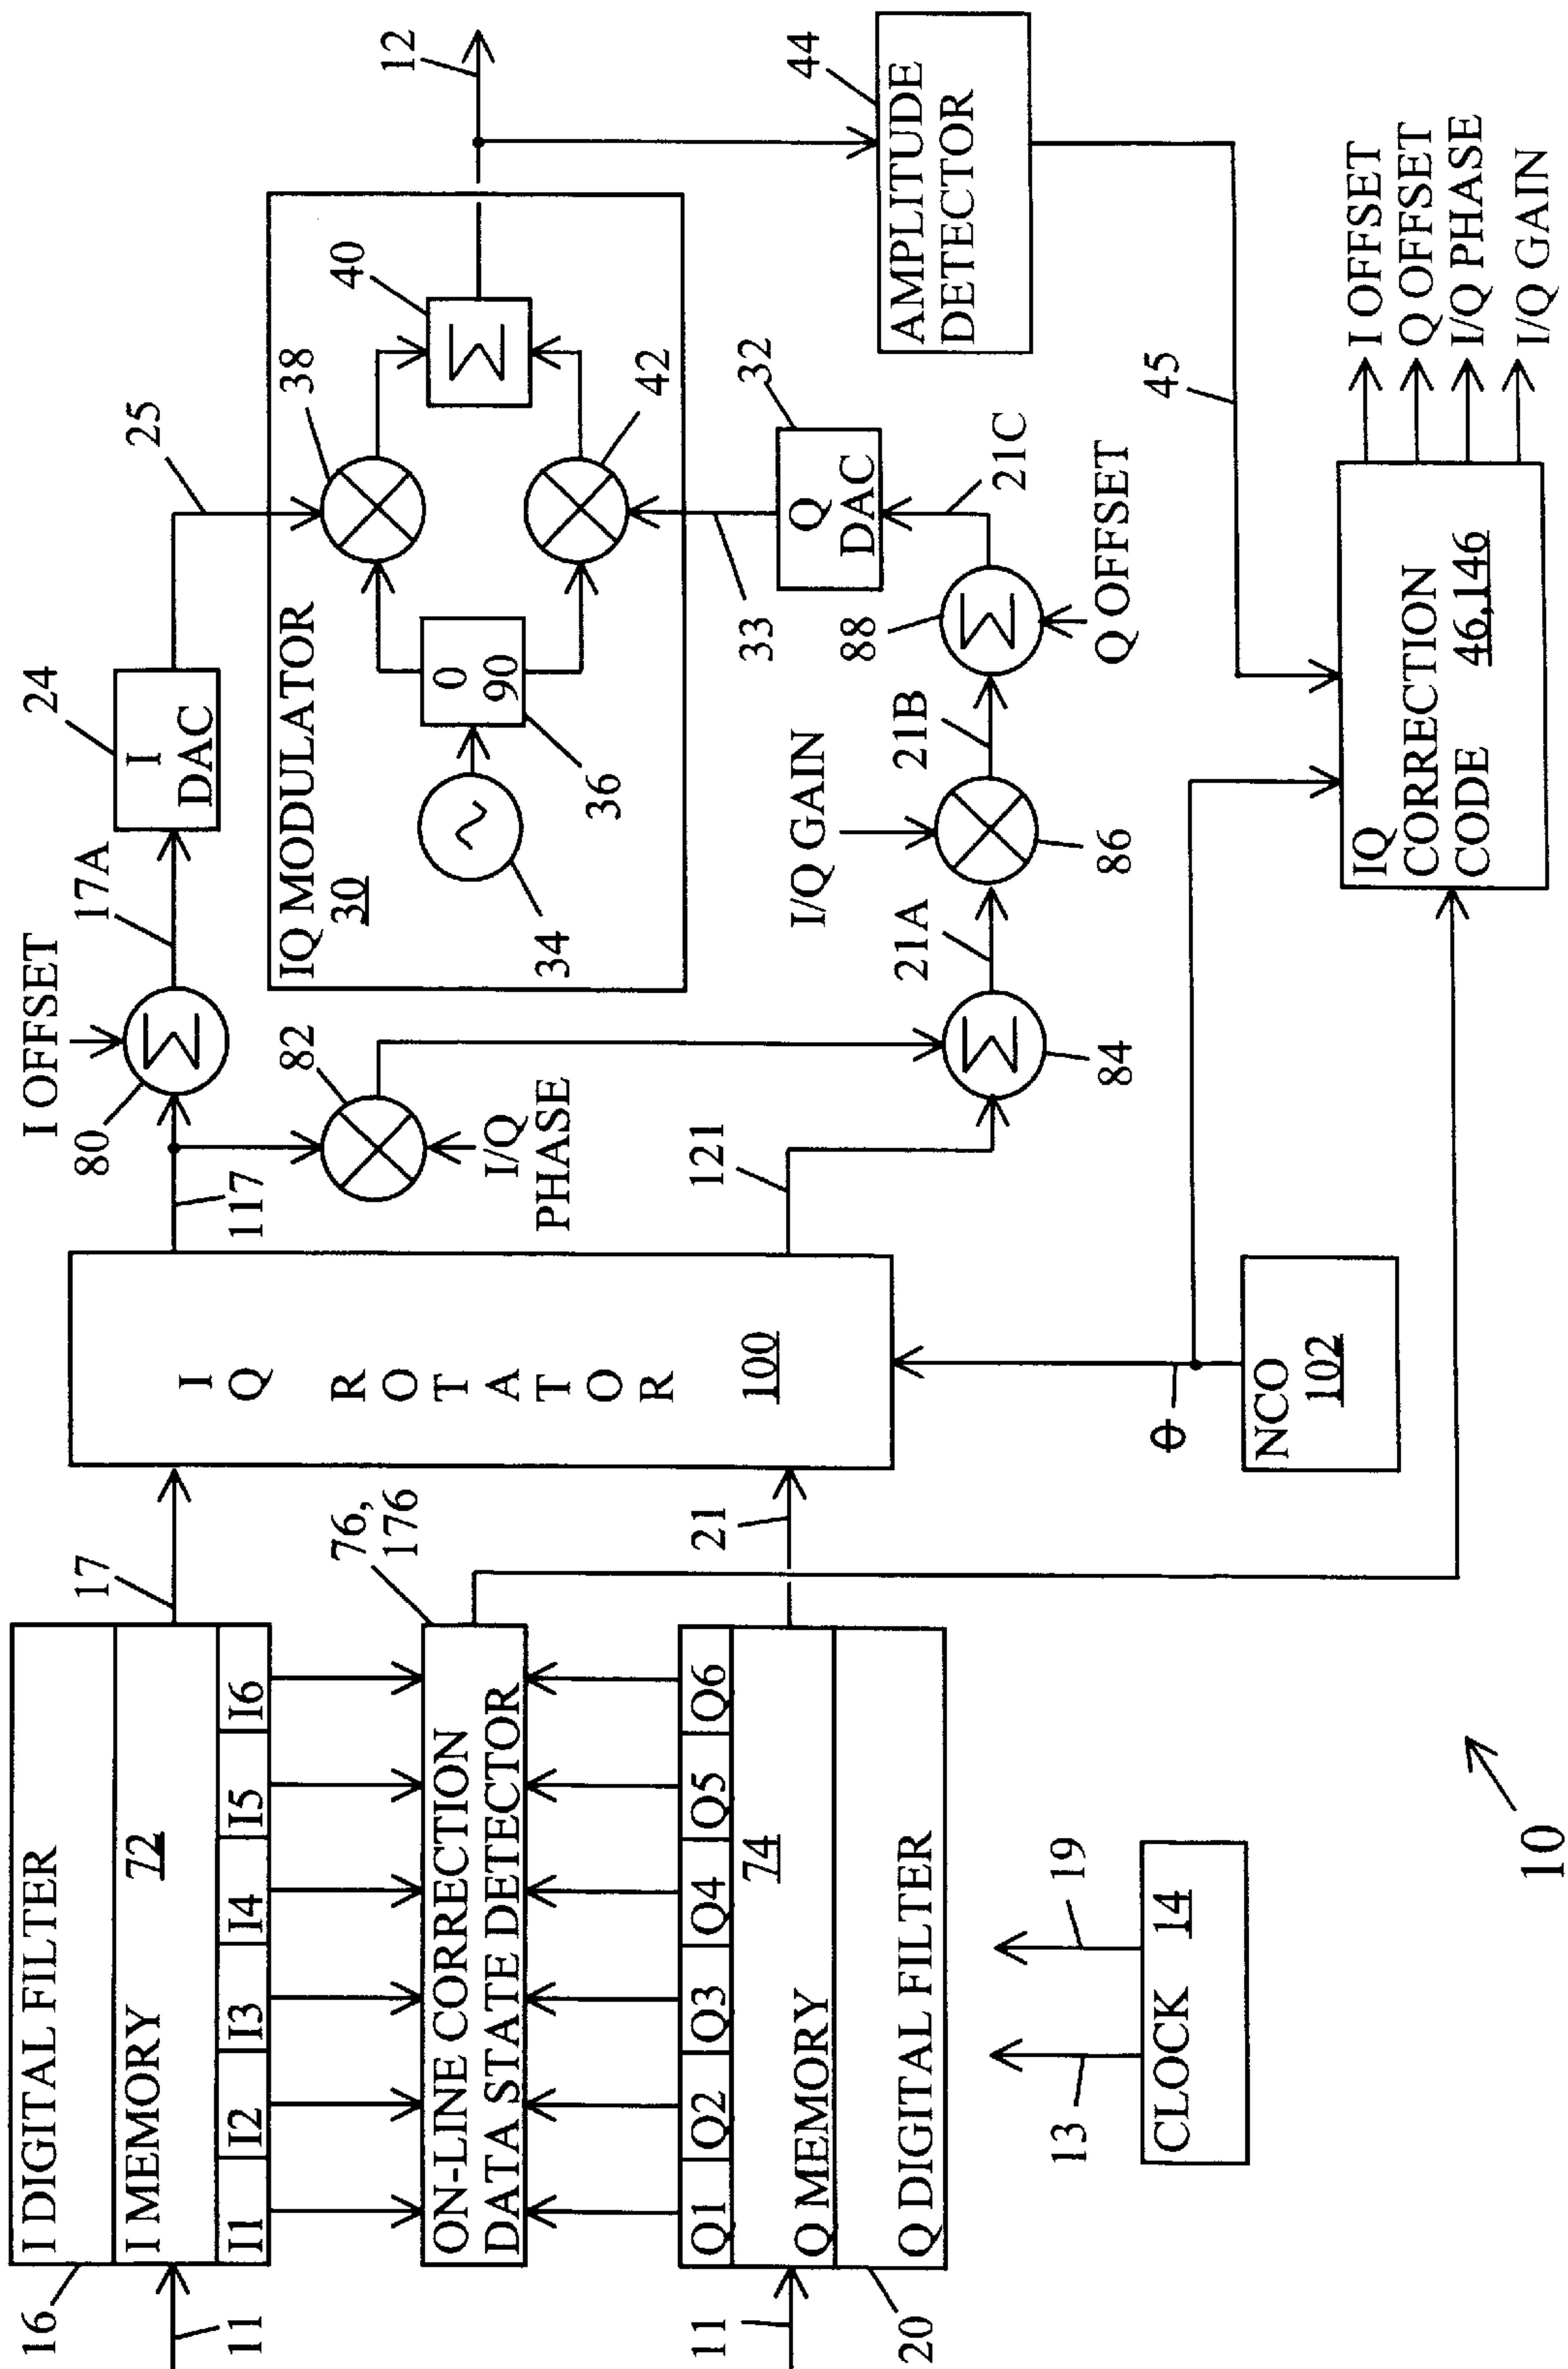 16
I DIGITAL FILTER
I MEMORY 72
I1 I2 I3 I4 I5 I6
11
17
ON-LINE CORRECTION
DATA STATE DETECTOR
76,
176
Q1 Q2 Q3 Q4 Q5 Q6
Q MEMORY 74
Q DIGITAL FILTER
11
20
21
13
19
CLOCK 14
10
I
Q
R
O
T
A
T
O
R
100
θ
NCO
102
117
121
80
I OFFSET
Σ
17A
82
I/Q
PHASE
24
I
DAC
25
IQ MODULATOR
30
34
0
90
36
38
40
Σ
42
12
84
Σ
21A
I/Q GAIN
86
21B
88
Σ
Q OFFSET
21C
Q
DAC
32
33
AMPLITUDE
DETECTOR
44
45
IQ
CORRECTION
CODE 46,146
I OFFSET
Q OFFSET
I/Q PHASE
I/Q GAIN